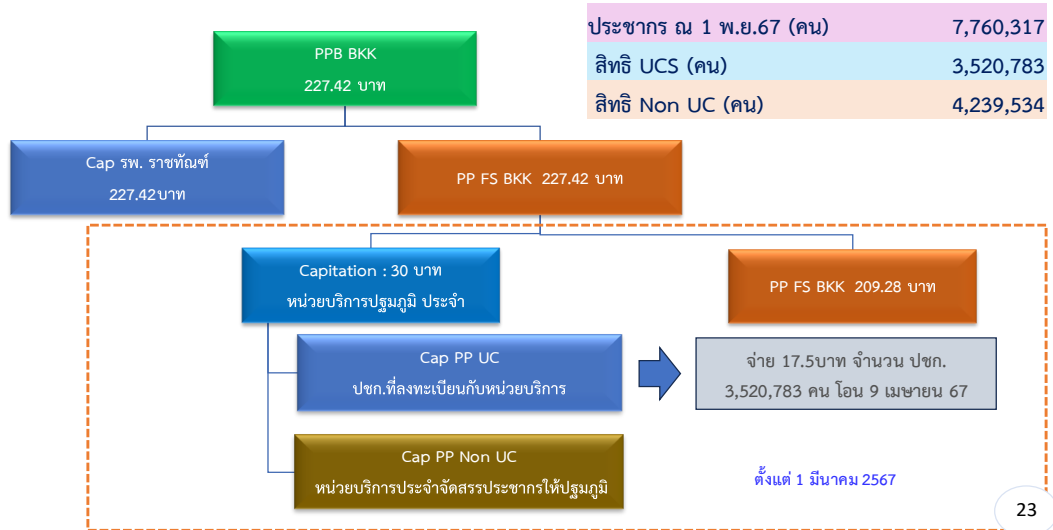 ประชากร ณ 1 พ.ย.67 (คน) 7,760,317
สิทธิ UCS (คน) 3,520,783
สิทธิ Non UC (คน) 4,239,534
PPB BKK
227.42 บาท
Cap รพ. ราชทัณฑ์
227.42บาท
PP FS BKK 227.42 บาท
Capitation : 30 บาท
หน่วยบริการปฐมภูมิ ประจำ
PP FS BKK 209.28 บาท
Cap PP UC
ปชก.ที่ลงทะเบียนกับหน่วยบริการ
จ่าย 17.5บาท จำนวน ปชก.
3,520,783 คน โอน 9 เมษายน 67
Cap PP Non UC
หน่วยบริการประจำจัดสรรประชากรให้ปฐมภูมิ
ตั้งแต่ 1 มีนาคม 2567
23